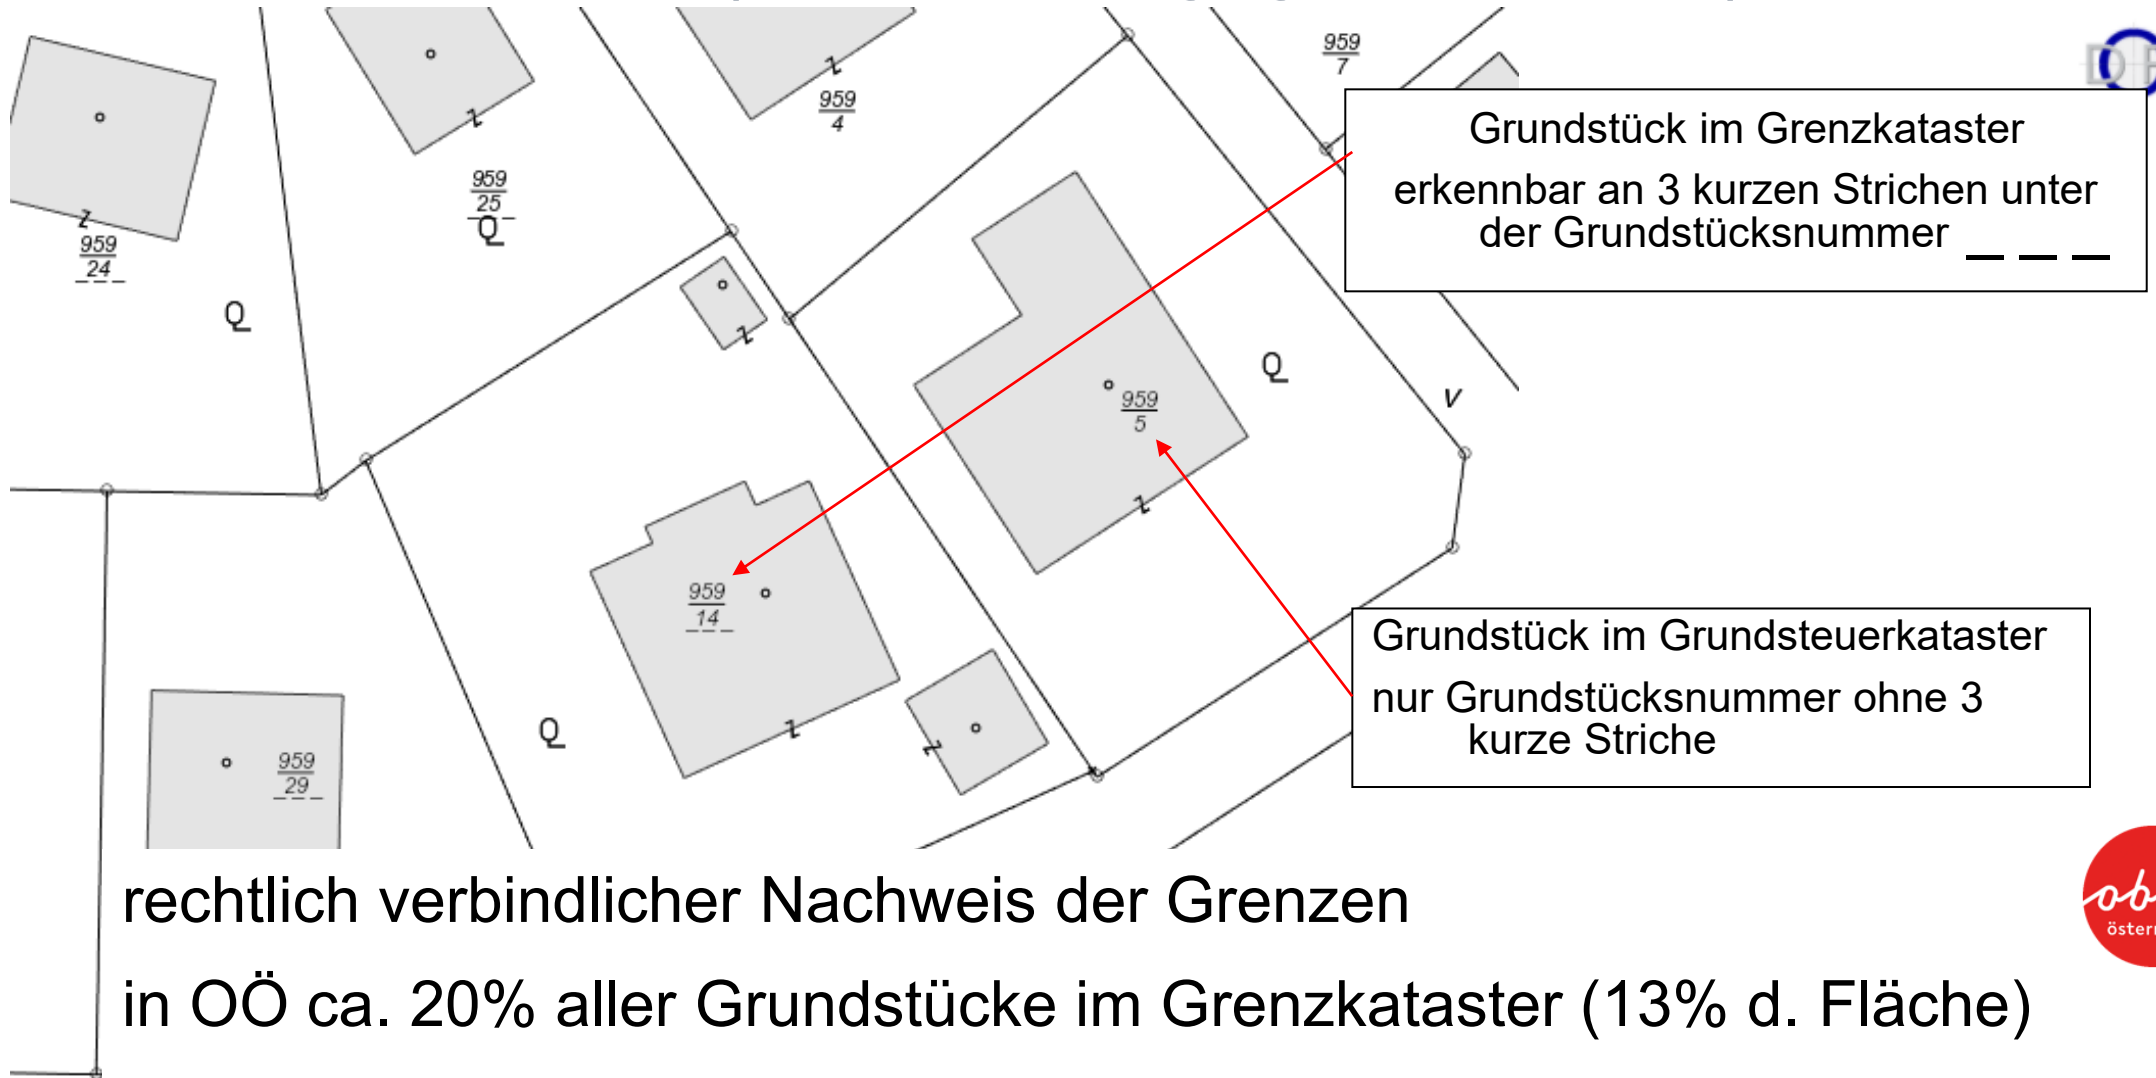 959
7
959
4
Grundstück im Grenzkataster
erkennbar an 3 kurzen Strichen unter
der Grundstücksnummer _ _ _
959
25
Q
959
24
Q
Q
959
5
v
959
14
Grundstück im Grundsteuerkataster
nur Grundstücksnummer ohne 3
kurze Striche
Q
959
29
rechtlich verbindlicher Nachweis der Grenzen
in OÖ ca. 20% aller Grundstücke im Grenzkataster (13% d. Fläche)